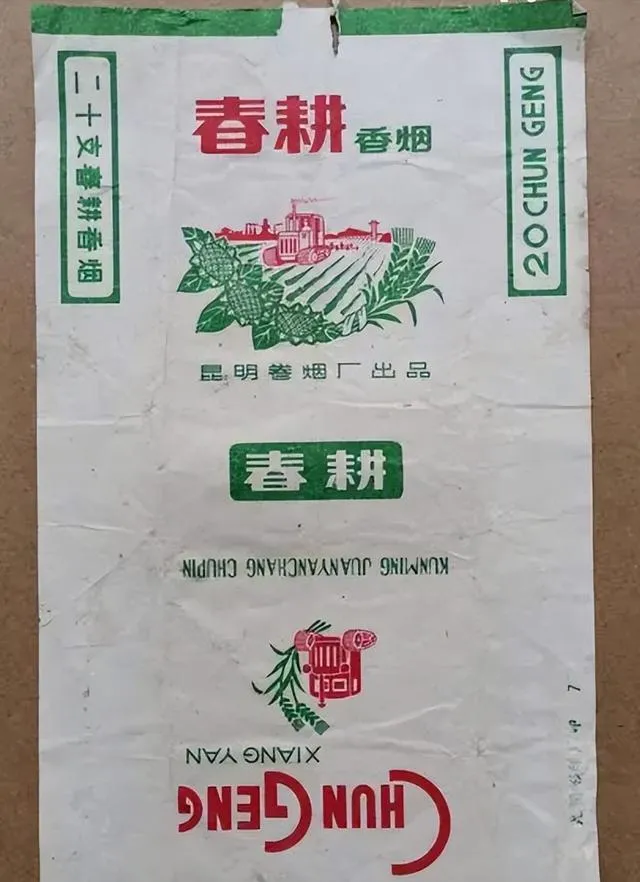 二十支春耕香烟
春耕 香烟
20 CHUN GENG
昆明卷烟厂出品
春耕
KUNMING JUANYANCHANG CHUPIN
XIANG YAN
CHUN GENG
7